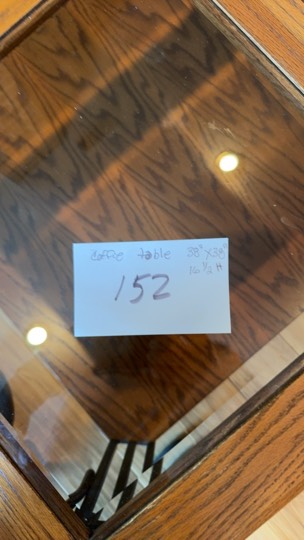 coffee table 38" x 38"
16 1/2 H
152